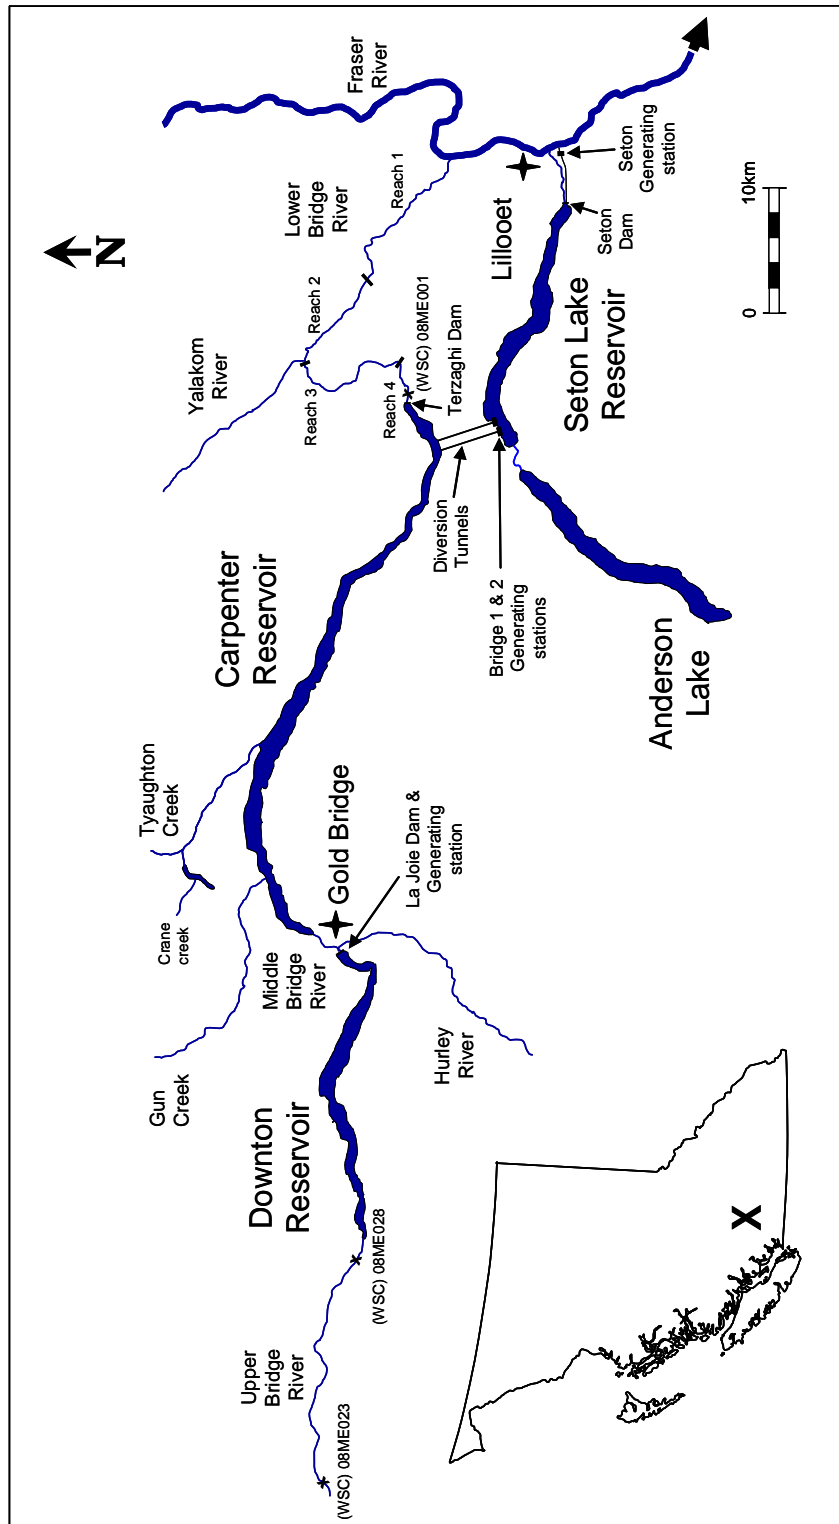 N
Fraser
River
Lower
Bridge
River
Reach 1
Reach 2
Yalakom
River
Reach 3
Reach 4
(WSC) 08ME001
Terzaghi Dam
Lillooet
Seton
Generating
station
Seton
Dam
0
10km
Seton Lake
Reservoir
Diversion
Tunnels
Bridge 1 & 2
Generating
stations
Anderson
Lake
Carpenter
Reservoir
Tyaughton
Creek
Crane
creek
Gun
Creek
Middle
Bridge
River
Gold Bridge
La Joie Dam &
Generating
station
Hurley
River
Downton
Reservoir
(WSC) 08ME028
Upper
Bridge
River
(WSC) 08ME023
X